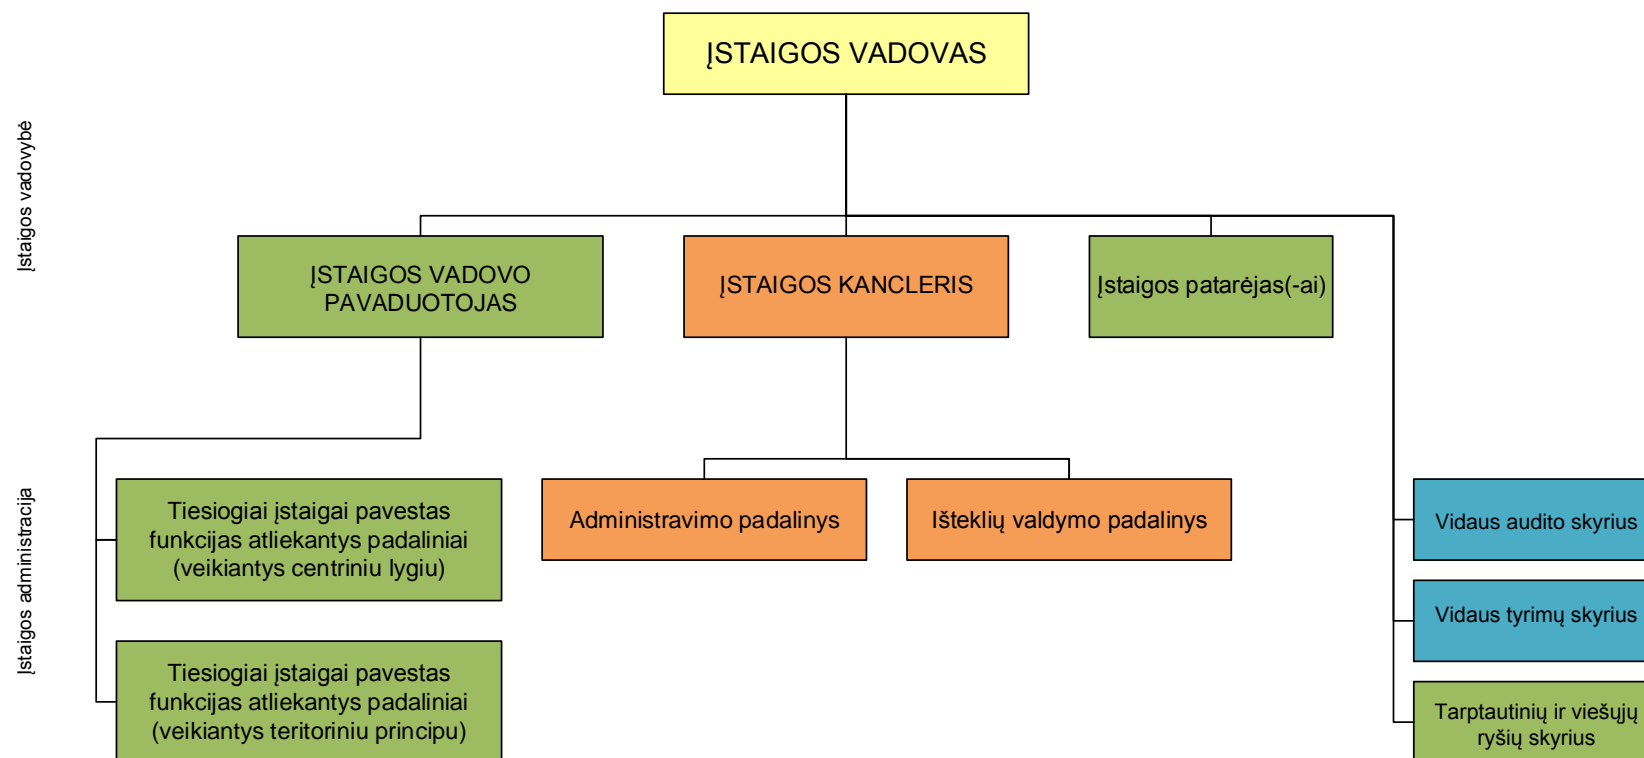 ĮSTAIGOS VADOVAS
Įstaigos vadovybė
ĮSTAIGOS VADOVO
PAVADUOTOJAS
ĮSTAIGOS KANCLERIS
Įstaigos patarėjas(-ai)
Įstaigos administracija
Tiesiogiai įstaigai pavestas
funkcijas atliekantys padaliniai
(veikiantys centriniu lygiu)
Administravimo padalinys
Išteklių valdymo padalinys
Vidaus audito skyrius
Vidaus tyrimų skyrius
Tiesiogiai įstaigai pavestas
funkcijas atliekantys padaliniai
(veikiantys teritoriniu principu)
Tarptautinių ir viešųjų
ryšių skyrius